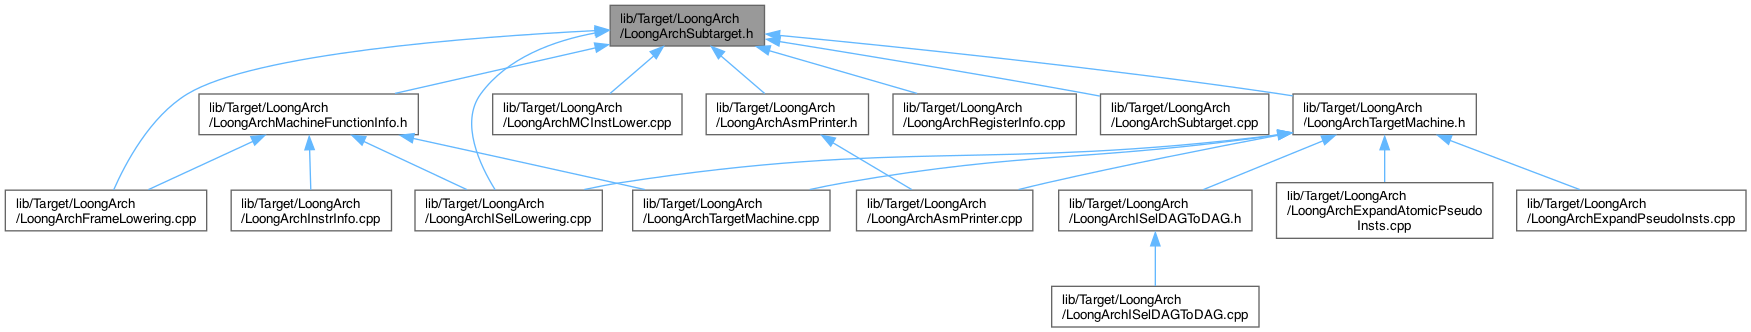 lib/Target/LoongArch
/LoongArchSubtarget.h
lib/Target/LoongArch
/LoongArchMachineFunctionInfo.h
lib/Target/LoongArch
/LoongArchMCInstLower.cpp
lib/Target/LoongArch
/LoongArchAsmPrinter.h
lib/Target/LoongArch
/LoongArchRegisterInfo.cpp
lib/Target/LoongArch
/LoongArchSubtarget.cpp
lib/Target/LoongArch
/LoongArchTargetMachine.h
lib/Target/LoongArch
/LoongArchFrameLowering.cpp
lib/Target/LoongArch
/LoongArchInstrInfo.cpp
lib/Target/LoongArch
/LoongArchISelLowering.cpp
lib/Target/LoongArch
/LoongArchTargetMachine.cpp
lib/Target/LoongArch
/LoongArchAsmPrinter.cpp
lib/Target/LoongArch
/LoongArchISelDAGToDAG.h
lib/Target/LoongArch
/LoongArchExpandAtomicPseudo
Insts.cpp
lib/Target/LoongArch
/LoongArchExpandPseudoInsts.cpp
lib/Target/LoongArch
/LoongArchISelDAGToDAG.cpp